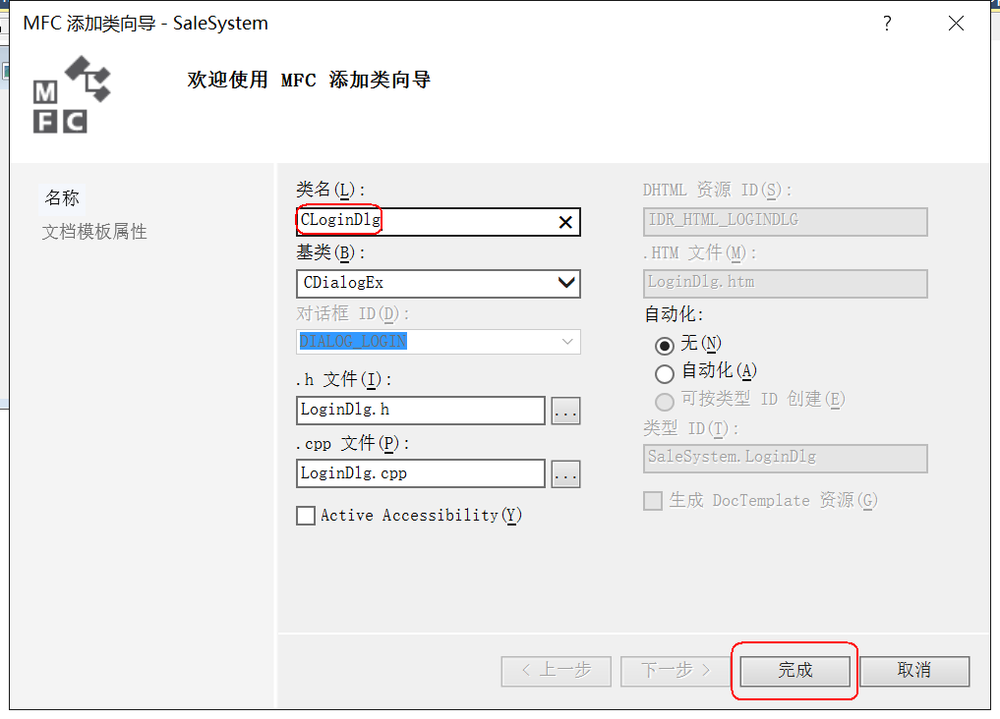 MFC 添加类向导 - SaleSystem
?
M
F C
欢迎使用 MFC 添加类向导
名称
文档模板属性
类名(L):
CLoginDlg
基类(B):
CDialogEx
对话框 ID(D):
DIALOG_LOGIN
.h 文件(I):
LoginDlg.h
...
.cpp 文件(P):
LoginDlg.cpp
...
Active Accessibility(Y)
DHTML 资源 ID(S):
IDR_HTML_LOGINDLG
.HTM 文件(M):
LoginDlg.htm
自动化:
无(N)
自动化(A)
可按类型 ID 创建(E)
类型 ID(T):
SaleSystem.LoginDlg
生成 DocTemplate 资源(G)
< 上一步
下一步 >
完成
取消